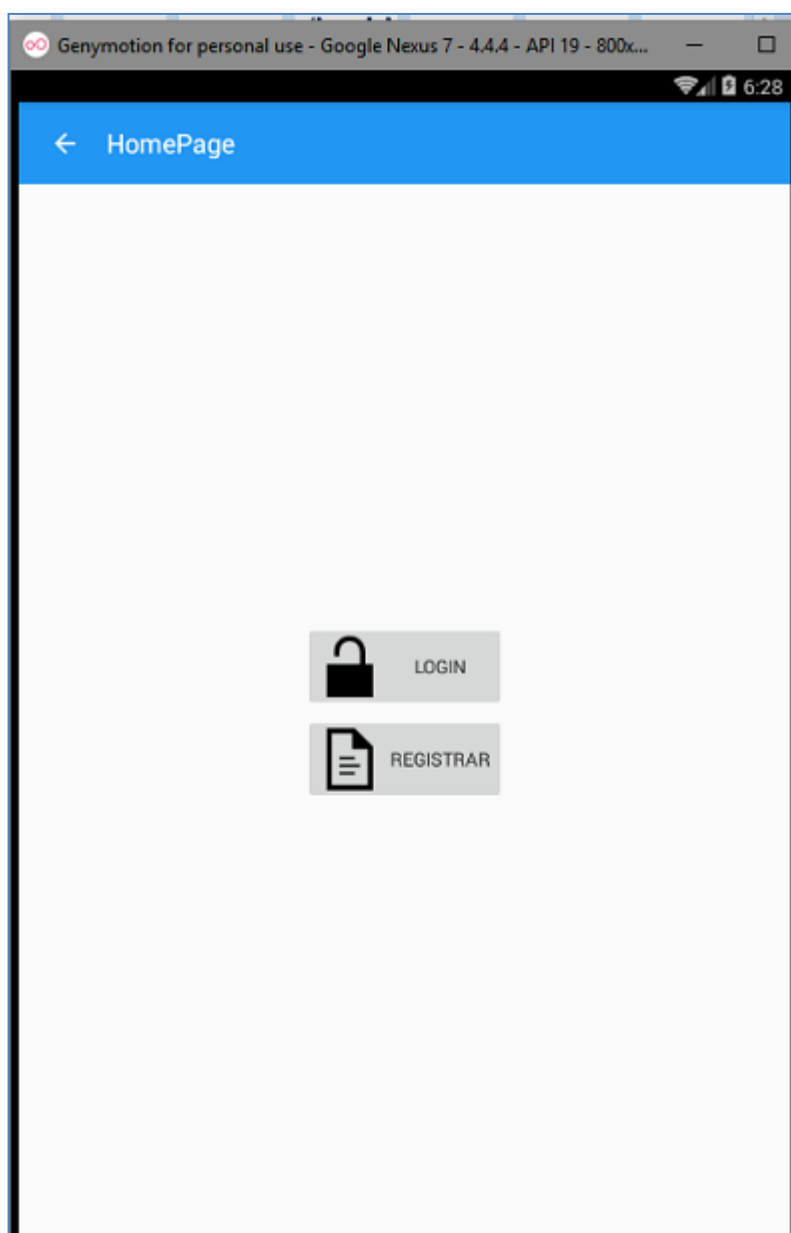 Genymotion for personal use - Google Nexus 7 - 4.4.4 - API 19 - 800x...
6:28
HomePage
LOGIN
REGISTRAR